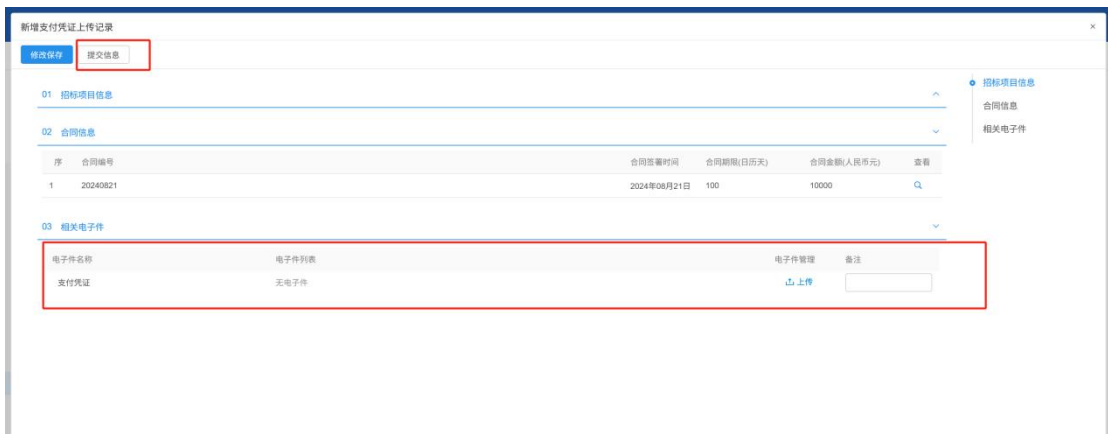 新增支付凭证上传记录 ×
修改保存 提交信息
招标项目信息
合同信息
相关电子件
01 招标项目信息
02 合同信息
序 合同编号 合同签署时间 合同期限(日历天) 合同金额(人民币元) 查看
1 20240821 2024年08月21日 100 10000
03 相关电子件
电子件名称 电子件列表 电子件管理 备注
支付凭证 无电子件 上传